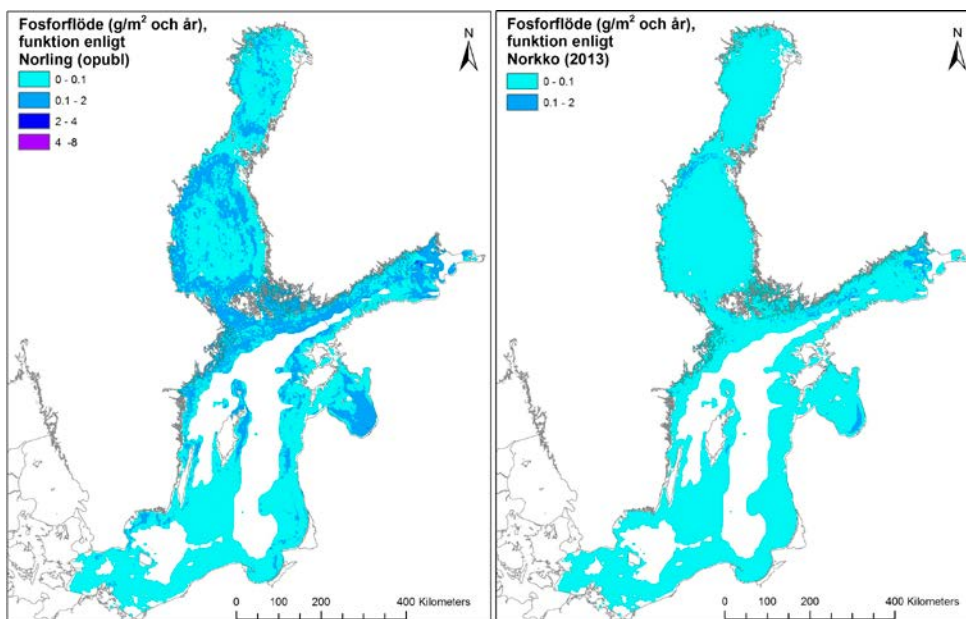 Fosforflöde (g/m² och år),
funktion enligt
Norling (opubl)
0 - 0.1
0.1 - 2
2 - 4
4 -8
N
0 100 200 400 Kilometers
Fosforflöde (g/m² och år),
funktion enligt
Norkko (2013)
0 - 0.1
0.1 - 2
N
0 100 200 400 Kilometers